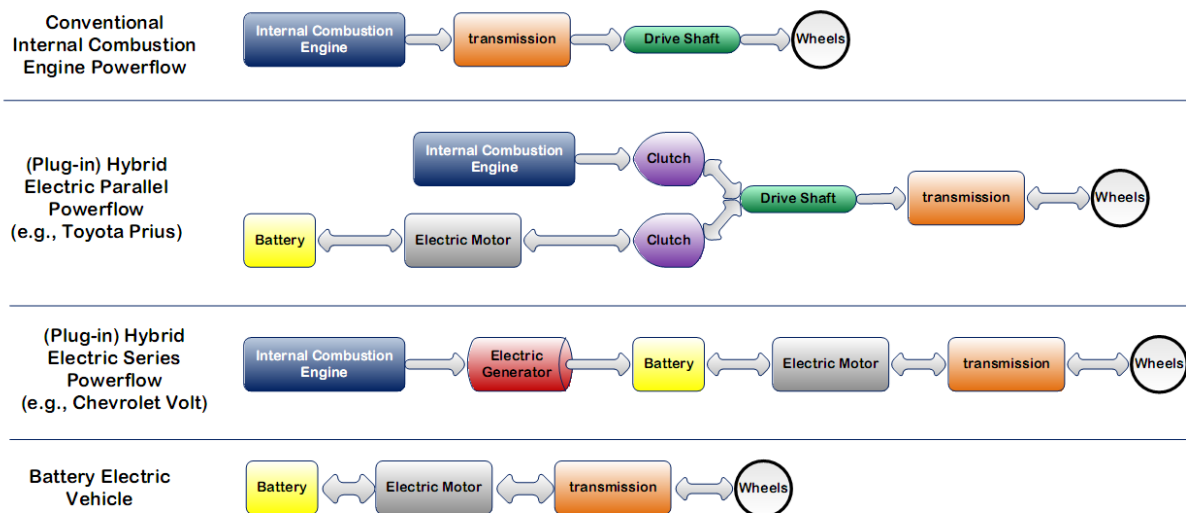 Conventional
Internal Combustion
Engine Powerflow
Internal Combustion
Engine
transmission
Drive Shaft
Wheels
(Plug-in) Hybrid
Electric Parallel
Powerflow
(e.g., Toyota Prius)
Internal Combustion
Engine
Clutch
Battery
Electric Motor
Clutch
Drive Shaft
transmission
Wheels
(Plug-in) Hybrid
Electric Series
Powerflow
(e.g., Chevrolet Volt)
Internal Combustion
Engine
Electric
Generator
Battery
Electric Motor
transmission
Wheels
Battery Electric
Vehicle
Battery
Electric Motor
transmission
Wheels